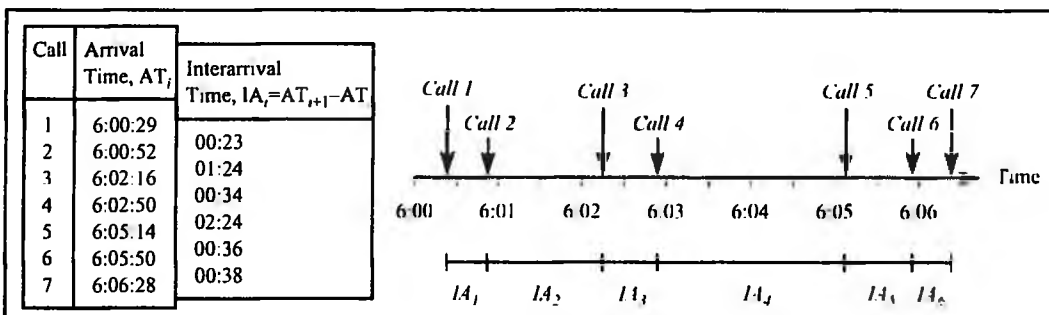 Call Arrival Time, AT_i
Interarrival Time, IA_i=AT_{i+1}–AT
1 6:00:29
00:23
2 6:00:52
01:24
3 6:02:16
00:34
4 6:02:50
02:24
5 6:05.14
00:36
6 6:05:50
00:38
7 6:06:28
Call 1 Call 3 Call 5 Call 7
Call 2 Call 4 Call 6
Time
6:00 6:01 6:02 6:03 6:04 6:05 6:06
IA_1 IA_2 IA_3 IA_4 IA_5 IA_6